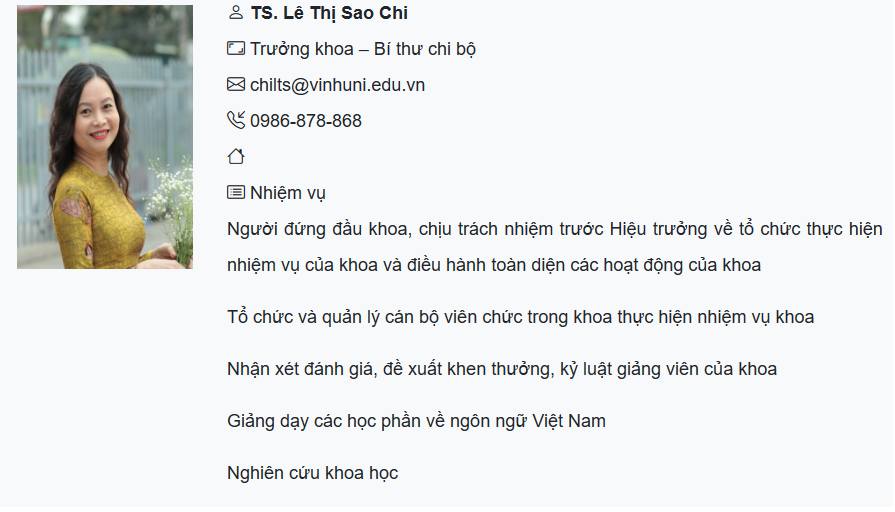 TS. Lê Thị Sao Chi
Trưởng khoa – Bí thư chi bộ
chilts@vinhuni.edu.vn
0986-878-868
Nhiệm vụ
Người đứng đầu khoa, chịu trách nhiệm trước Hiệu trưởng về tổ chức thực hiện
nhiệm vụ của khoa và điều hành toàn diện các hoạt động của khoa
Tổ chức và quản lý cán bộ viên chức trong khoa thực hiện nhiệm vụ khoa
Nhận xét đánh giá, đề xuất khen thưởng, kỷ luật giảng viên của khoa
Giảng dạy các học phần về ngôn ngữ Việt Nam
Nghiên cứu khoa học